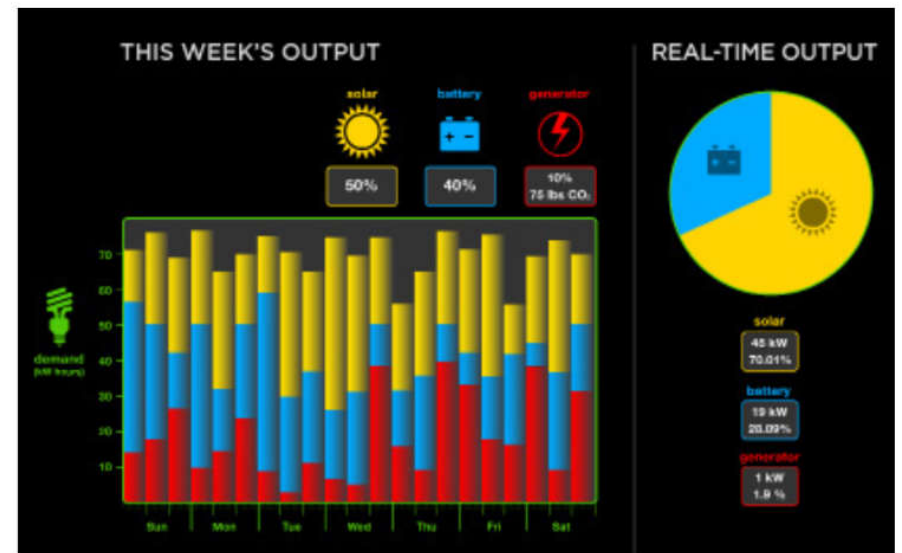 THIS WEEK'S OUTPUT
REAL-TIME OUTPUT
solar
battery
generator
50%
40%
10%
75 lbs CO₂
70
60
50
40
30
20
10
demand
(kW hours)
Sun
Mon
Tue
Wed
Thu
Fri
Sat
solar
45 kW
70.01%
battery
19 kW
28.09%
generator
1 kW
1.9 %